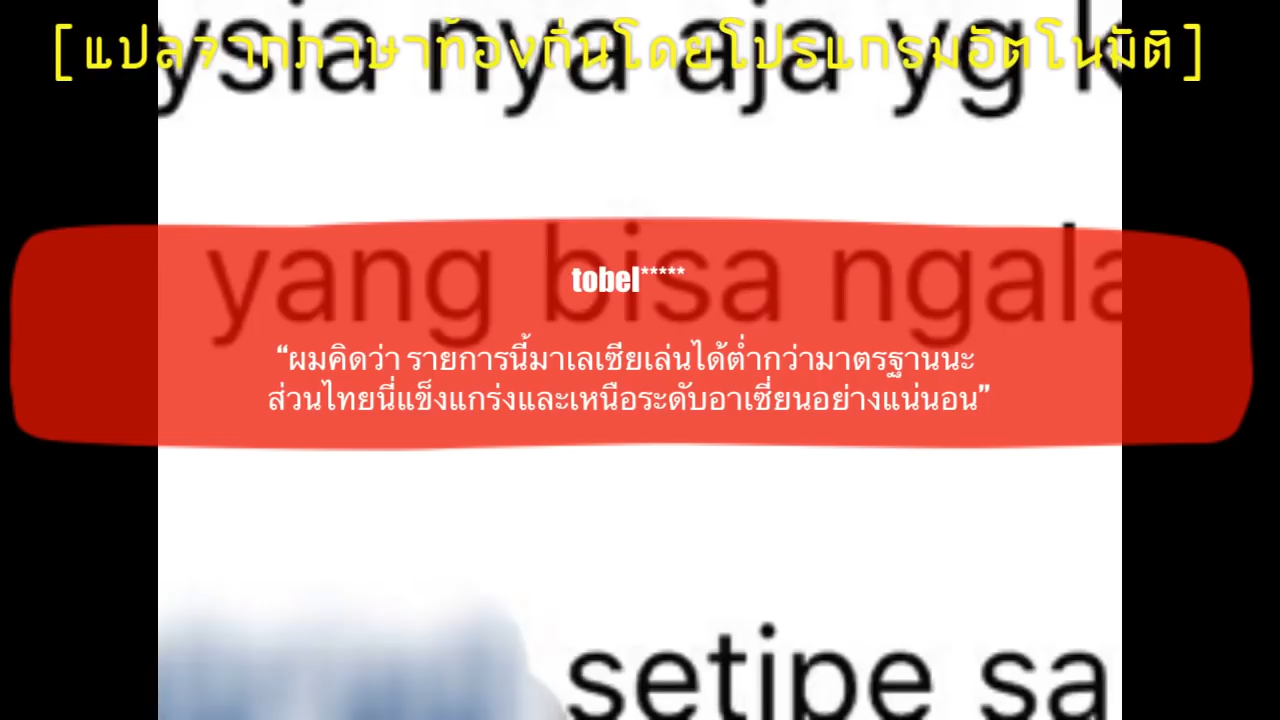 [แปลจากภาษาท้องถิ่นโดยโปรแกรมอัตโนมัติ]
nya aja yg
yang bisa
tobel*****
“ผมคิดว่า รายการนี้มาเลเซียเล่นได้ต่ำกว่ามาตรฐานนะ
ส่วนไทยนี่แข็งแกร่งและเหนือระดับอาเซี่ยนอย่างแน่นอน”
setipe